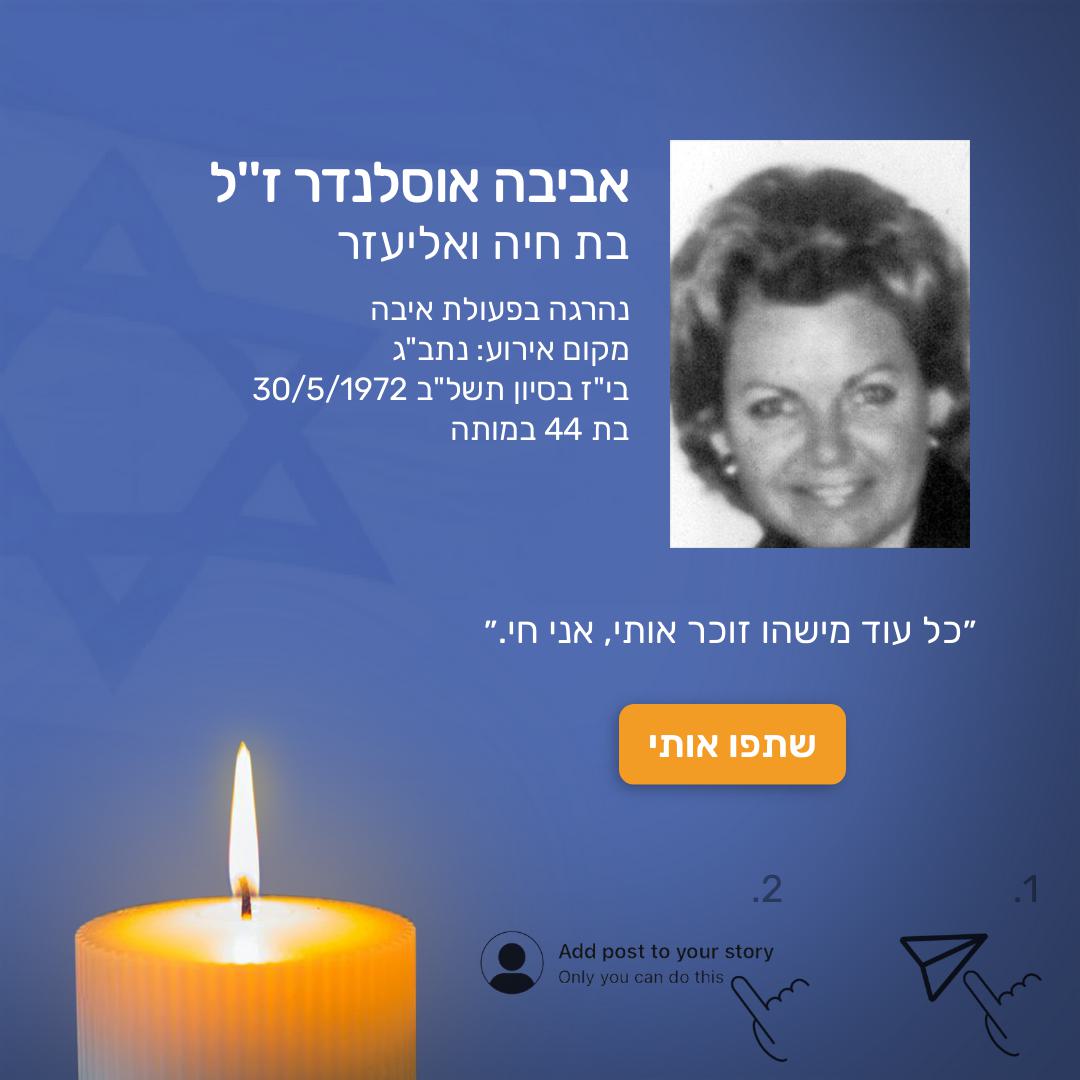 אביבה אוסלנדר ז"ל
בת חיה ואליעזר
נהרגה בפעולת איבה
מקום אירוע: נתב"ג
בי"ז בסיון תשל"ב 30/5/1972
בת 44 במותה
״כל עוד מישהו זוכר אותי, אני חי.״
שתפו אותי
1.
2.
Add post to your story
Only you can do this